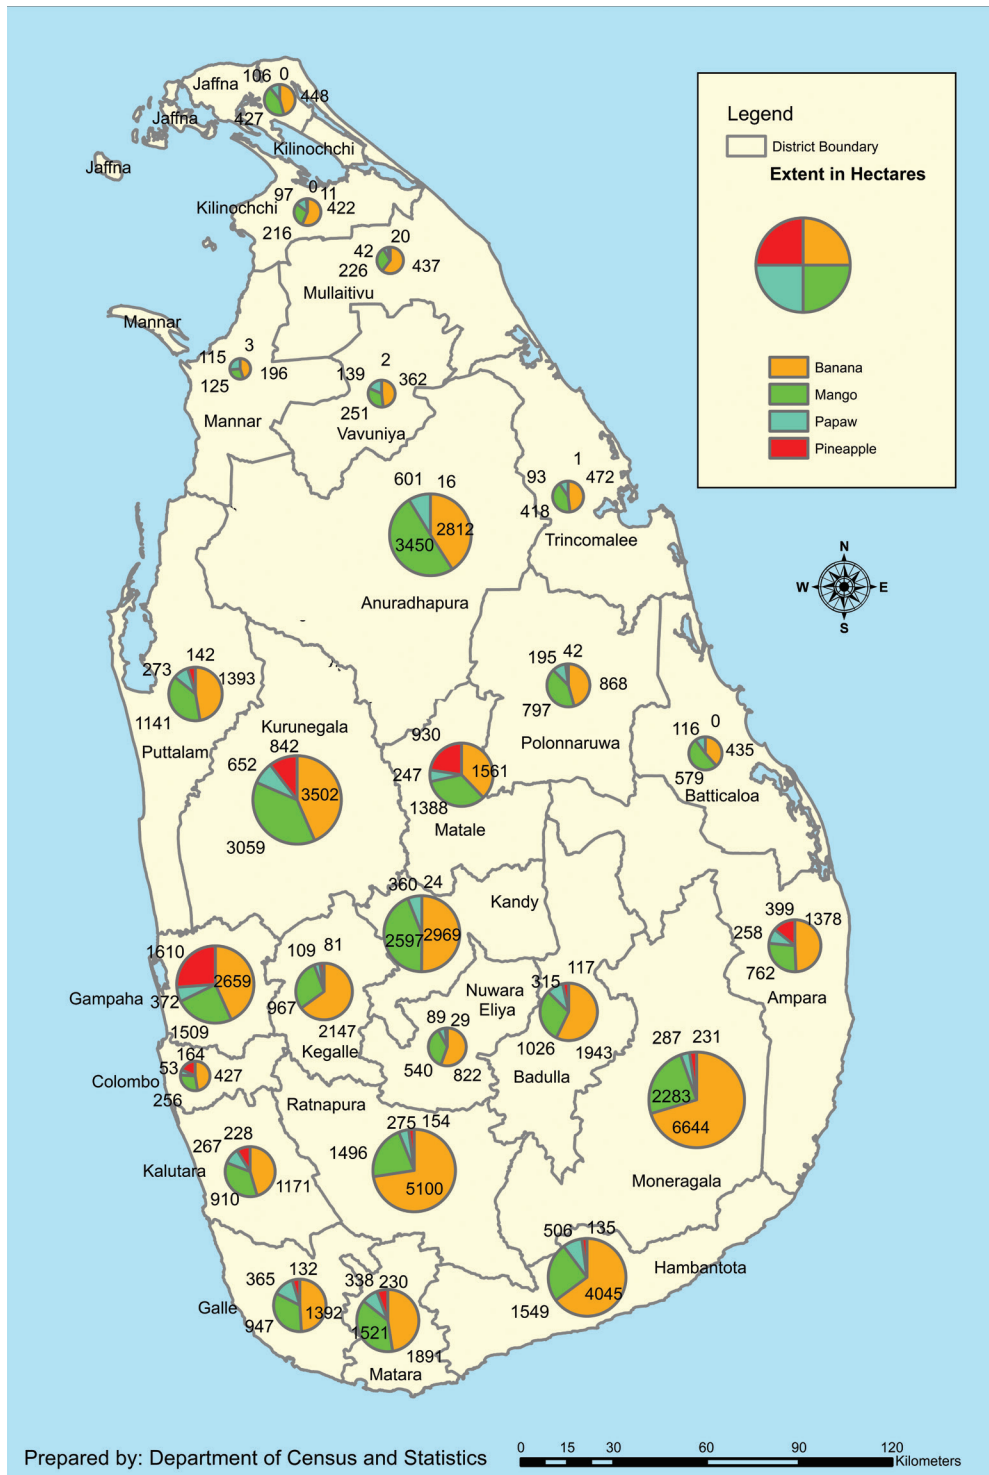 106 0
Jaffna
448
Jaffna
427
Kilinochchi
Jaffna
97 0 11
Kilinochchi
422
216
20
42
226
437
Mullaitivu
Mannar
115 3
196
125
Mannar
2
139
362
251
Vavuniya
601 16
2812
3450
Anuradhapura
1
93
472
418
Trincomalee
142
273
1393
1141
Puttalam
Kurunegala
842
652
3502
3059
930
1561
247
1388
Matale
195 42
868
797
Polonnaruwa
116 0
435
579
Batticaloa
360 24
Kandy
2597
2969
1610
2659
Gampaha
372
1509
109 81
967
2147
Kegalle
Nuwara
Eliya
89 29
540
822
117
315
1026
1943
Badulla
399
1378
258
762
Ampara
164
53
Colombo
427
256
287 231
2283
6644
Moneragala
Ratnapura
275 154
1496
5100
267 228
Kalutara
910
1171
506 135
Hambantota
4045
1549
365 132
Galle
1392
947
338 230
1521
1891
Matara
Legend
District Boundary
Extent in Hectares
Banana
Mango
Papaw
Pineapple
N
W E
S
Prepared by: Department of Census and Statistics
0 15 30 60 90 120
Kilometers